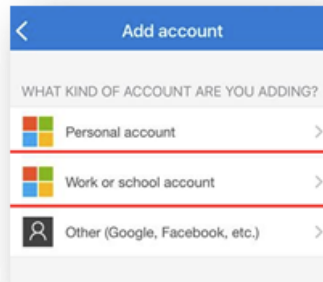 Add account
WHAT KIND OF ACCOUNT ARE YOU ADDING?
Personal account
Work or school account
Other (Google, Facebook, etc.)